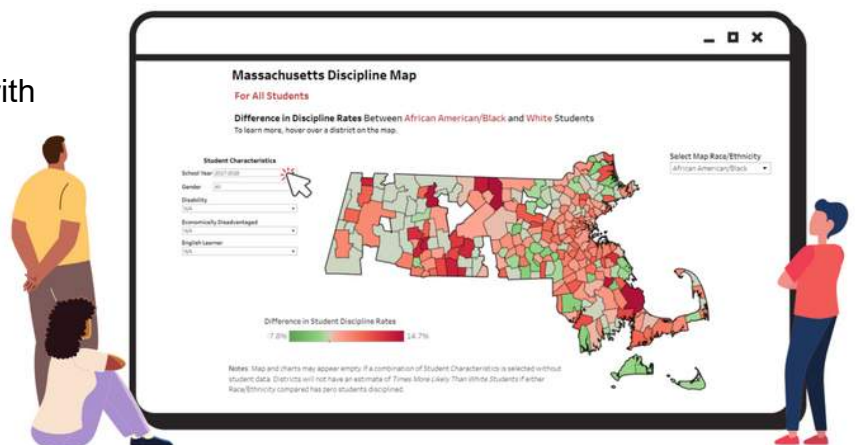 ith
Massachusetts Discipline Map
For All Students
Difference in Discipline Rates Between African American/Black and White Students
To learn more, hover over a district on the map.
Student Characteristics
School Year 2017-2018
Gender All
Disability
N/A
Economically Disadvantaged
N/A
English Learner
N/A
Select Map Race/Ethnicity
African American/Black
Difference in Student Discipline Rates
-7.8% 14.7%
Notes: Map and charts may appear empty if a combination of Student Characteristics is selected without
student data. Districts will not have an estimate of Times More Likely Than White Students if either
Race/Ethnicity compared has zero students disciplined.